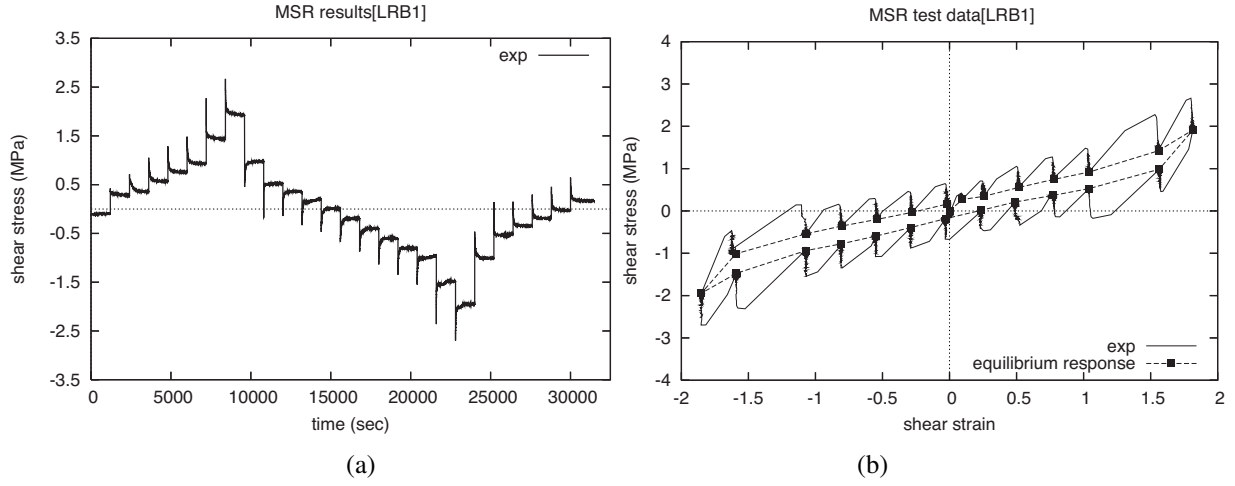 MSR results[LRB1]
3.5
2.5
1.5
0.5
-0.5
-1.5
-2.5
-3.5
shear stress (MPa)
exp
0 5000 10000 15000 20000 25000 30000
time (sec)
(a)
MSR test data[LRB1]
4
3
2
1
0
-1
-2
-3
-4
shear stress (MPa)
exp
equilibrium response
-2 -1.5 -1 -0.5 0 0.5 1 1.5 2
shear strain
(b)